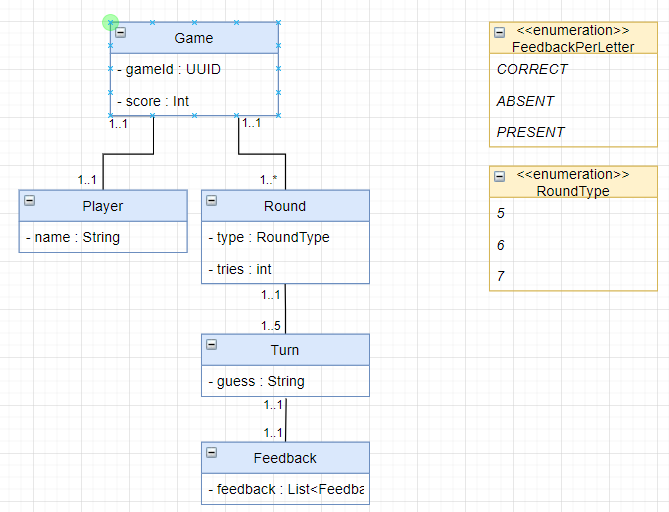 Game
- gameId : UUID
- score : Int
1..1
1..1
1..1
1..*
Player
- name : String
Round
- type : RoundType
- tries : int
1..1
1..5
Turn
- guess : String
1..1
1..1
Feedback
- feedback : List<Feedba
<<enumeration>>
FeedbackPerLetter
CORRECT
ABSENT
PRESENT
<<enumeration>>
RoundType
5
6
7